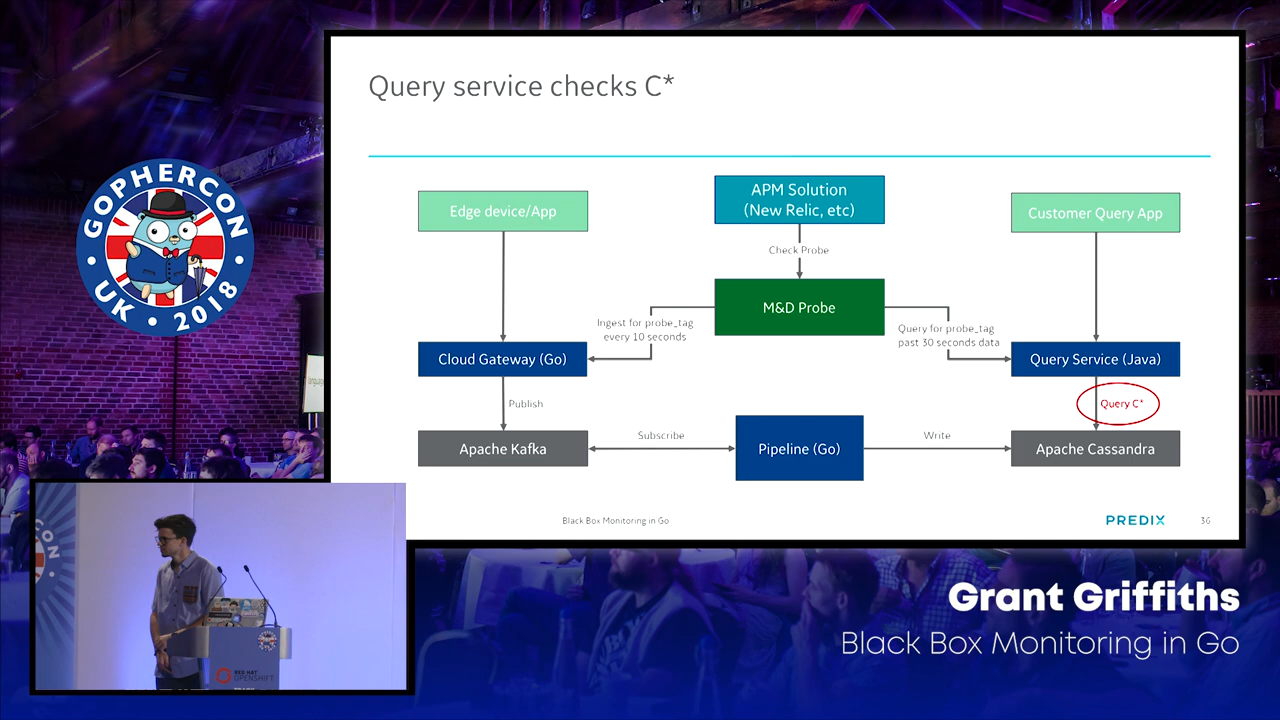 Query service checks C*
APM Solution
(New Relic, etc)
Edge device/App
Customer Query App
Check Probe
M&D Probe
Ingest for probe_tag
every 10 seconds
Query for probe_tag
past 30 seconds data
Cloud Gateway (Go)
Query Service (Java)
Publish
Query C*
Subscribe
Write
Apache Kafka
Pipeline (Go)
Apache Cassandra
Black Box Monitoring in Go
PREDIX
36
GOPHERCON
UK • 2018
CON
RED HAT
OPENSHIFT
Grant Griffiths
Black Box Monitoring in Go